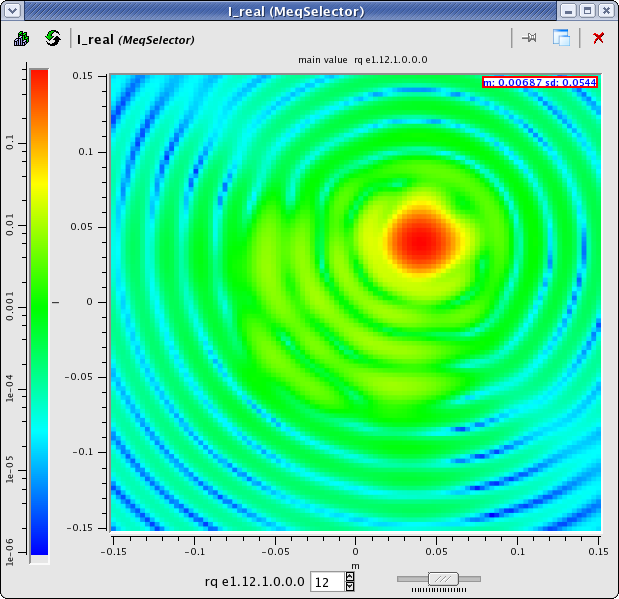 I_real (MeqSelector)
I_real (MeqSelector)
main value rq e1.12.1.0.0.0
m: 0.00687 sd: 0.0544
0.1
0.01
0.001
1e-04
1e-05
1e-06
0.15
0.1
0.05
0
-0.05
-0.1
-0.15
-0.15
-0.1
-0.05
0
0.05
0.1
0.15
m
rq e1.12.1.0.0.0 12